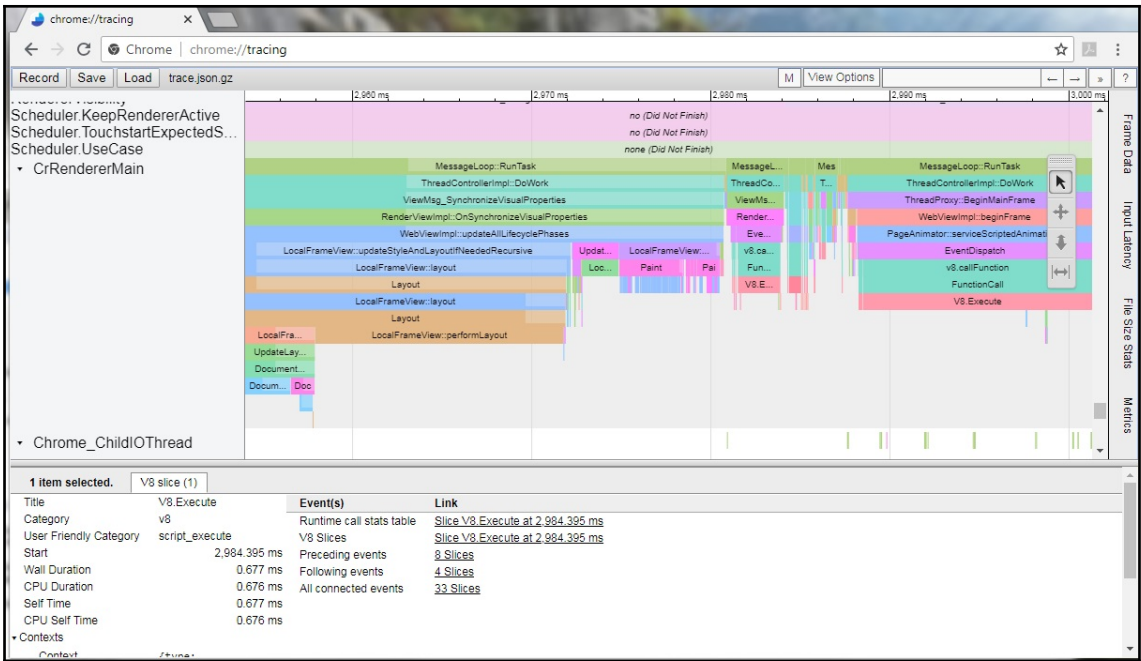 chrome://tracing
Chrome | chrome://tracing
Record Save Load trace.json.gz M View Options ← → » ?
2,960 ms 2,970 ms 2,980 ms 2,990 ms 3,000 ms
Scheduler.KeepRendererActive
no (Did Not Finish)
Scheduler.TouchstartExpectedS...
no (Did Not Finish)
Scheduler.UseCase
none (Did Not Finish)
CrRendererMain
MessageLoop::RunTask MessageL... Mes MessageLoop::RunTask
ThreadControllerImpl::DoWork ThreadCo... T... ThreadControllerImpl::DoWork
ViewMsg_SynchronizeVisualProperties ViewMs... ThreadProxy::BeginMainFrame
RenderViewImpl::OnSynchronizeVisualProperties Render... WebViewImpl::beginFrame
WebViewImpl::updateAllLifecyclePhases Eve... PageAnimator::serviceScriptedAnimati
LocalFrameView::updateStyleAndLayoutIfNeededRecursive Updat... LocalFrameView:... v8.ca... EventDispatch
LocalFrameView::layout Loc... Paint Pai Fun... v8.callFunction
Layout V8.E... FunctionCall
LocalFrameView::layout V8.Execute
Layout
LocalFra... LocalFrameView::performLayout
UpdateLay...
Document...
Docum... Doc
Chrome_ChildIOThread
Frame Data
Input Latency
File Size Stats
Metrics
1 item selected. V8 slice (1)
Title V8.Execute Event(s) Link
Category v8 Runtime call stats table Slice V8.Execute at 2,984.395 ms
User Friendly Category script_execute V8 Slices Slice V8.Execute at 2,984.395 ms
Start 2,984.395 ms Preceding events 8 Slices
Wall Duration 0.677 ms Following events 4 Slices
CPU Duration 0.676 ms All connected events 33 Slices
Self Time 0.677 ms
CPU Self Time 0.676 ms
Contexts
Context {type: